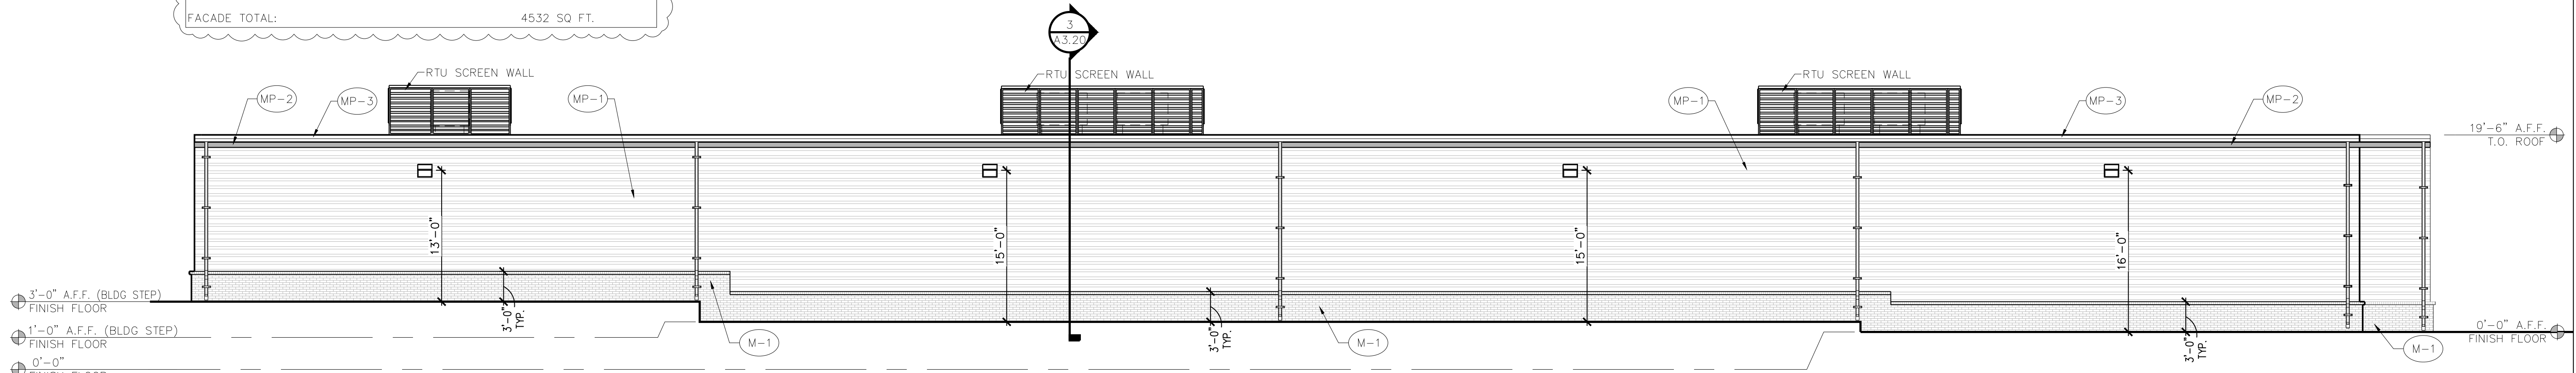 FACADE TOTAL: 4532 SQ FT.
3
A3.20
RTU SCREEN WALL
RTU SCREEN WALL
RTU SCREEN WALL
MP-2
MP-3
MP-1
MP-1
MP-3
MP-2
19'-6" A.F.F.
T.O. ROOF
13'-0"
15'-0"
15'-0"
16'-0"
3'-0" A.F.F. (BLDG STEP)
FINISH FLOOR
3'-0"
TYP.
1'-0" A.F.F. (BLDG STEP)
FINISH FLOOR
M-1
3'-0"
TYP.
M-1
3'-0"
TYP.
M-1
0'-0" A.F.F.
FINISH FLOOR
0'-0"
FINISH FLOOR